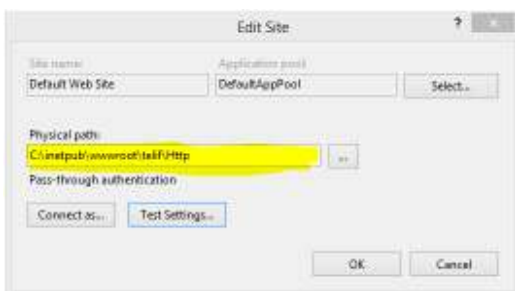 Edit Site
?
Site name: Application pool:
Default Web Site DefaultAppPool Select...
Physical path:
C:\inetpub\wwwroot\telif\Http ...
Pass-through authentication
Connect as... Test Settings...
OK Cancel